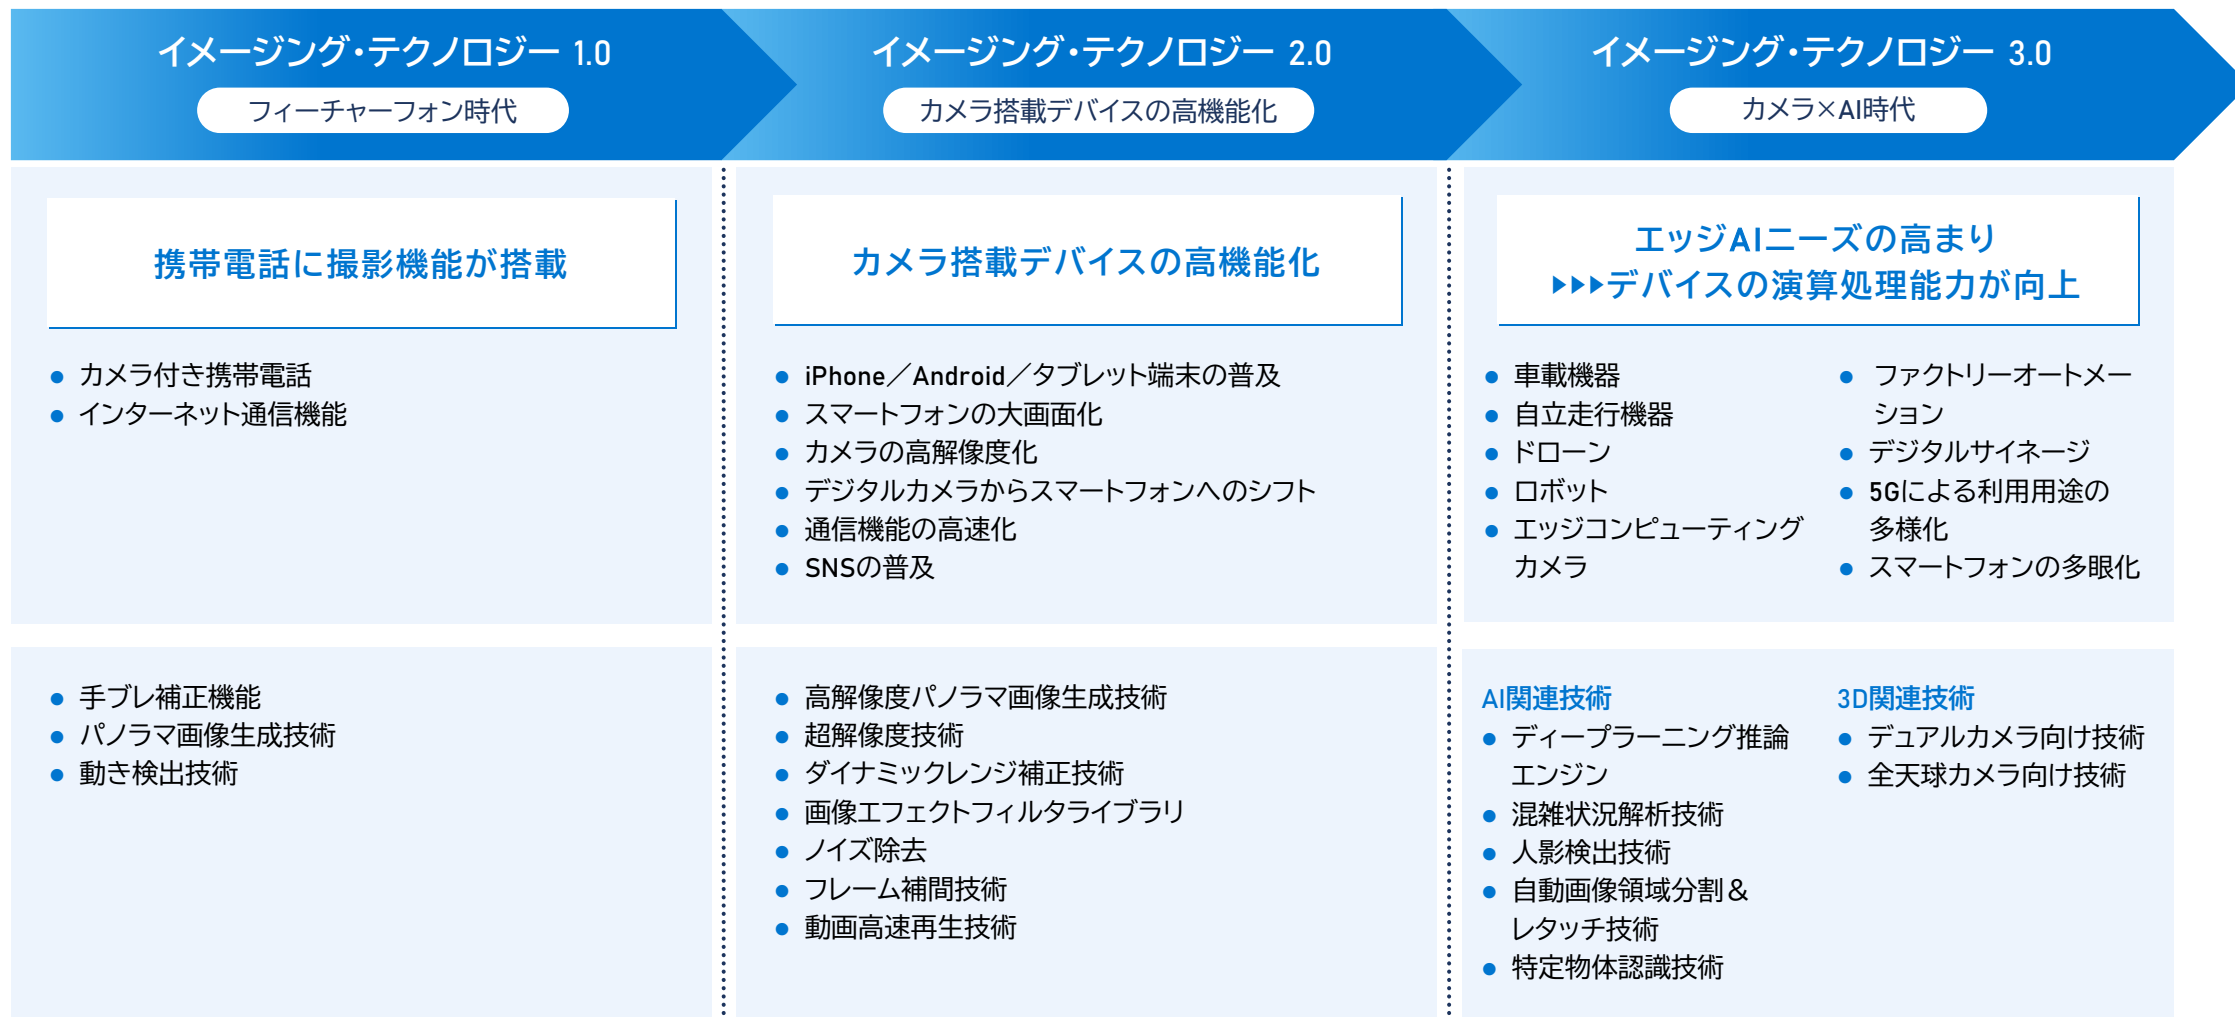 イメージング・テクノロジー 1.0
フィーチャーフォン時代
イメージング・テクノロジー 2.0
カメラ搭載デバイスの高機能化
イメージング・テクノロジー 3.0
カメラ×AI時代
携帯電話に撮影機能が搭載
● カメラ付き携帯電話
● インターネット通信機能
カメラ搭載デバイスの高機能化
● iPhone／Android／タブレット端末の普及
● スマートフォンの大画面化
● カメラの高解像度化
● デジタルカメラからスマートフォンへのシフト
● 通信機能の高速化
● SNSの普及
エッジAIニーズの高まり
▶▶▶デバイスの演算処理能力が向上
● 車載機器
● 自立走行機器
● ドローン
● ロボット
● エッジコンピューティング
カメラ
● ファクトリーオートメー
ション
● デジタルサイネージ
● 5Gによる利用用途の
多様化
● スマートフォンの多眼化
● 手ブレ補正機能
● パノラマ画像生成技術
● 動き検出技術
● 高解像度パノラマ画像生成技術
● 超解像度技術
● ダイナミックレンジ補正技術
● 画像エフェクトフィルタライブラリ
● ノイズ除去
● フレーム補間技術
● 動画高速再生技術
AI関連技術
● ディープラーニング推論
エンジン
● 混雑状況解析技術
● 人影検出技術
● 自動画像領域分割＆
レタッチ技術
● 特定物体認識技術
3D関連技術
● デュアルカメラ向け技術
● 全天球カメラ向け技術